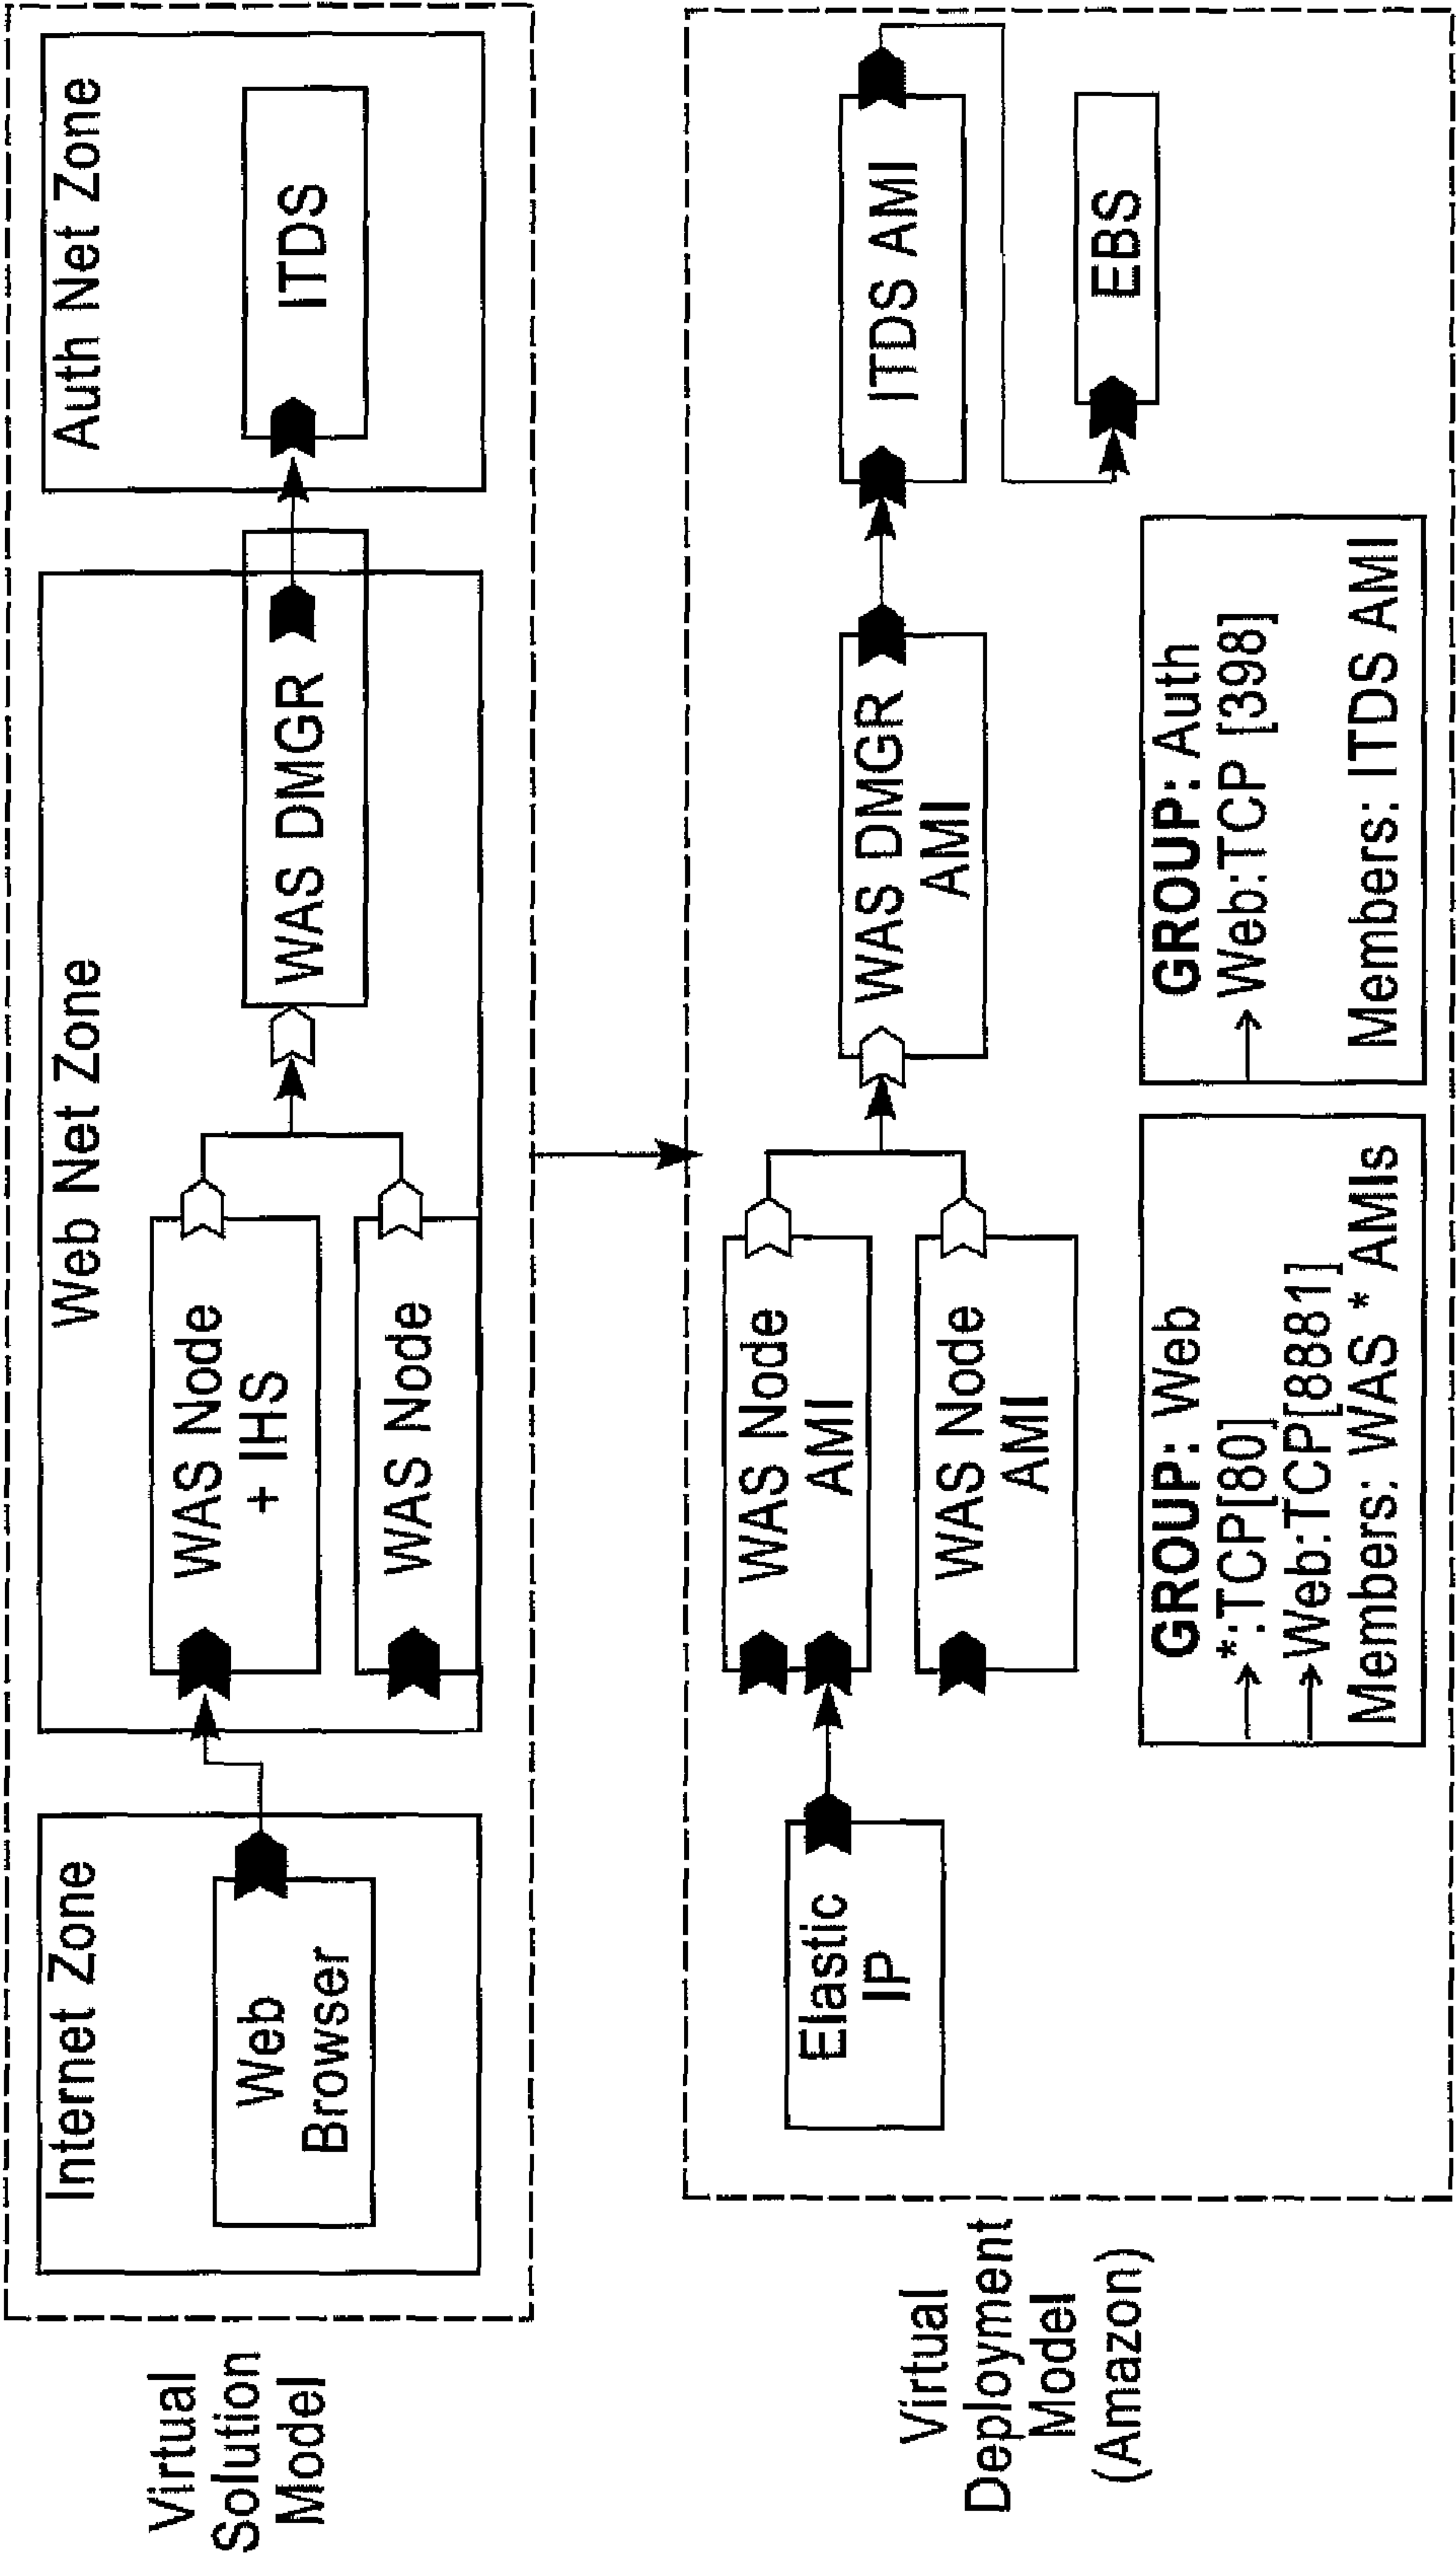 Virtual
Solution
Model
Internet Zone
Web
Browser
Web Net Zone
WAS Node
+ IHS
WAS Node
WAS DMGR
Auth Net Zone
ITDS
Virtual
Deployment
Model
(Amazon)
Elastic
IP
WAS Node
AMI
WAS Node
AMI
WAS DMGR
AMI
ITDS AMI
EBS
GROUP: Web
*:TCP[80]
Web:TCP[8881]
Members: WAS * AMIs
GROUP: Auth
Web:TCP [398]
Members: ITDS AMI